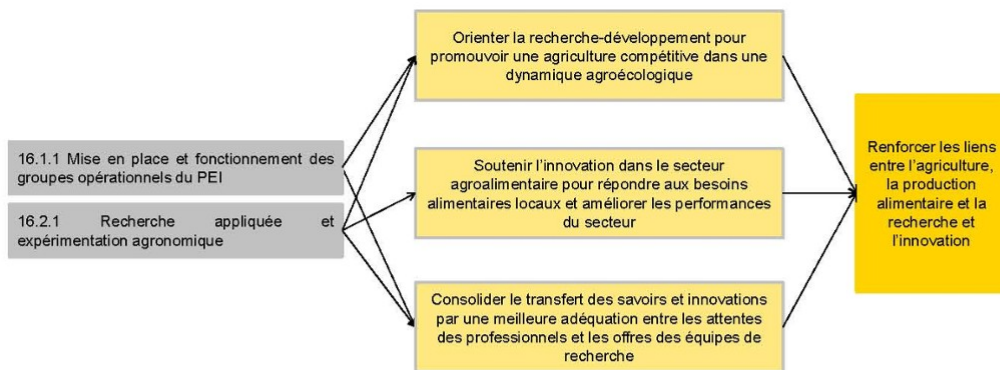 Orienter la recherche-développement pour
promouvoir une agriculture compétitive dans une
dynamique agroécologique
16.1.1 Mise en place et fonctionnement des
groupes opérationnels du PEI
16.2.1 Recherche appliquée et
expérimentation agronomique
Soutenir l'innovation dans le secteur
agroalimentaire pour répondre aux besoins
alimentaires locaux et améliorer les performances
du secteur
Consolider le transfert des savoirs et innovations
par une meilleure adéquation entre les attentes
des professionnels et les offres des équipes de
recherche
Renforcer les liens
entre l'agriculture,
la production
alimentaire et la
recherche et
l'innovation